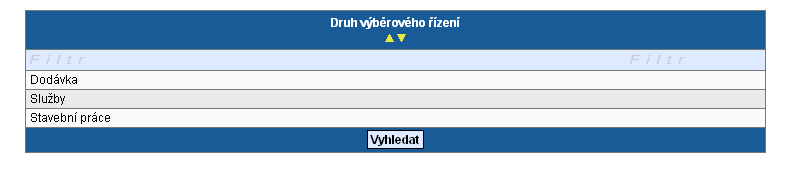 Druh výběrového řízení
Filtr Filtr
Dodávka
Služby
Stavební práce
Vyhledat